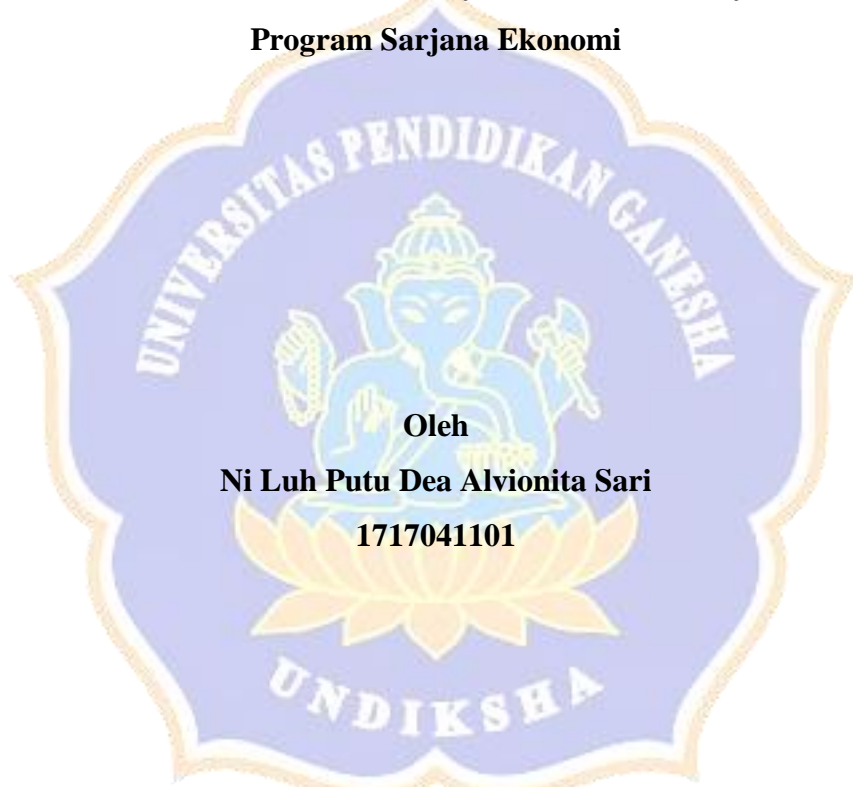 Program Sarjana Ekonomi
UNIVERSITAS PENDIDIKAN GANESHA
Oleh
Ni Luh Putu Dea Alvionita Sari
1717041101
UNDIKSHA